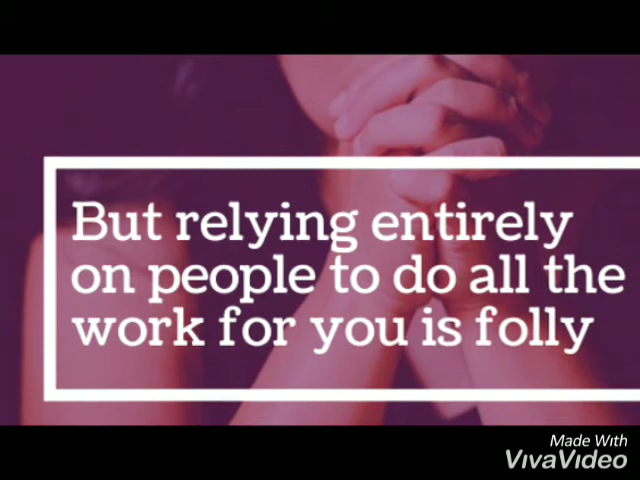 But relying entirely
on people to do all the
work for you is folly
Made With
VivaVideo